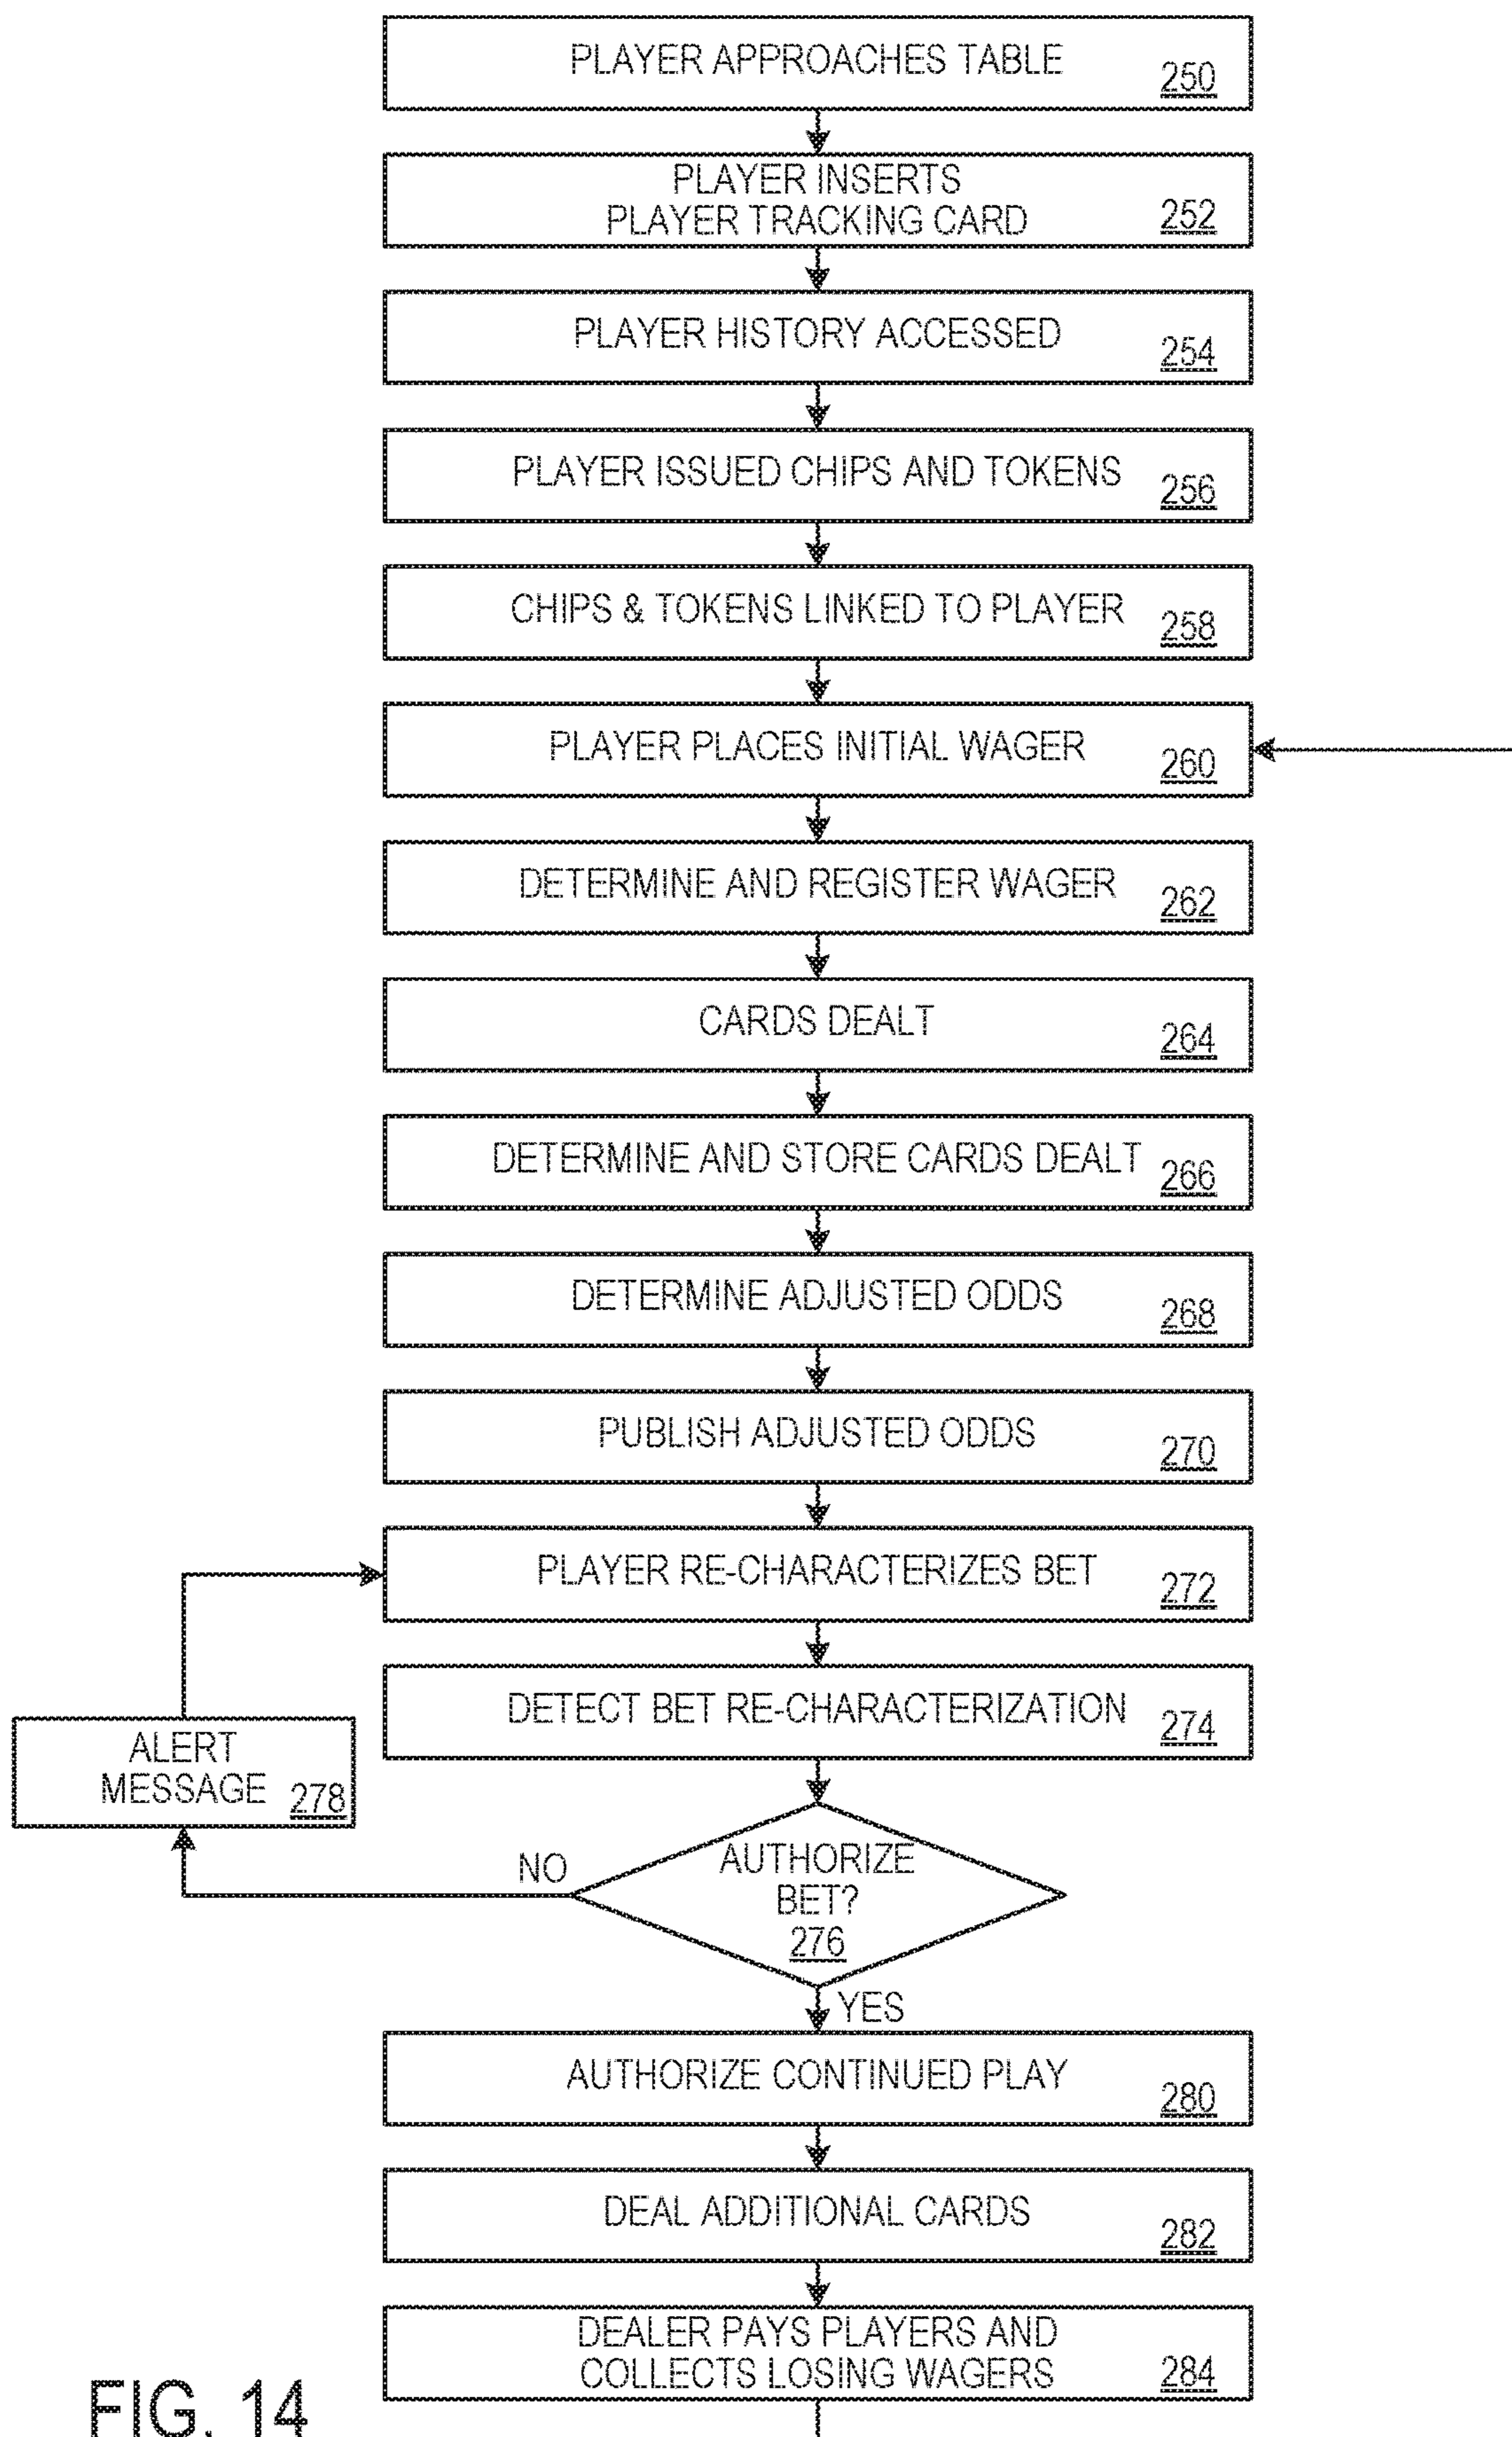 PLAYER APPROACHES TABLE
250
PLAYER INSERTS
PLAYER TRACKING CARD
252
PLAYER HISTORY ACCESSED
254
PLAYER ISSUED CHIPS AND TOKENS
256
CHIPS & TOKENS LINKED TO PLAYER
258
PLAYER PLACES INITIAL WAGER
260
DETERMINE AND REGISTER WAGER
262
CARDS DEALT
264
DETERMINE AND STORE CARDS DEALT
266
DETERMINE ADJUSTED ODDS
268
PUBLISH ADJUSTED ODDS
270
PLAYER RE-CHARACTERIZES BET
272
DETECT BET RE-CHARACTERIZATION
274
ALERT
MESSAGE
278
NO
AUTHORIZE
BET?
276
YES
AUTHORIZE CONTINUED PLAY
280
DEAL ADDITIONAL CARDS
282
DEALER PAYS PLAYERS AND
COLLECTS LOSING WAGERS
284
FIG. 14